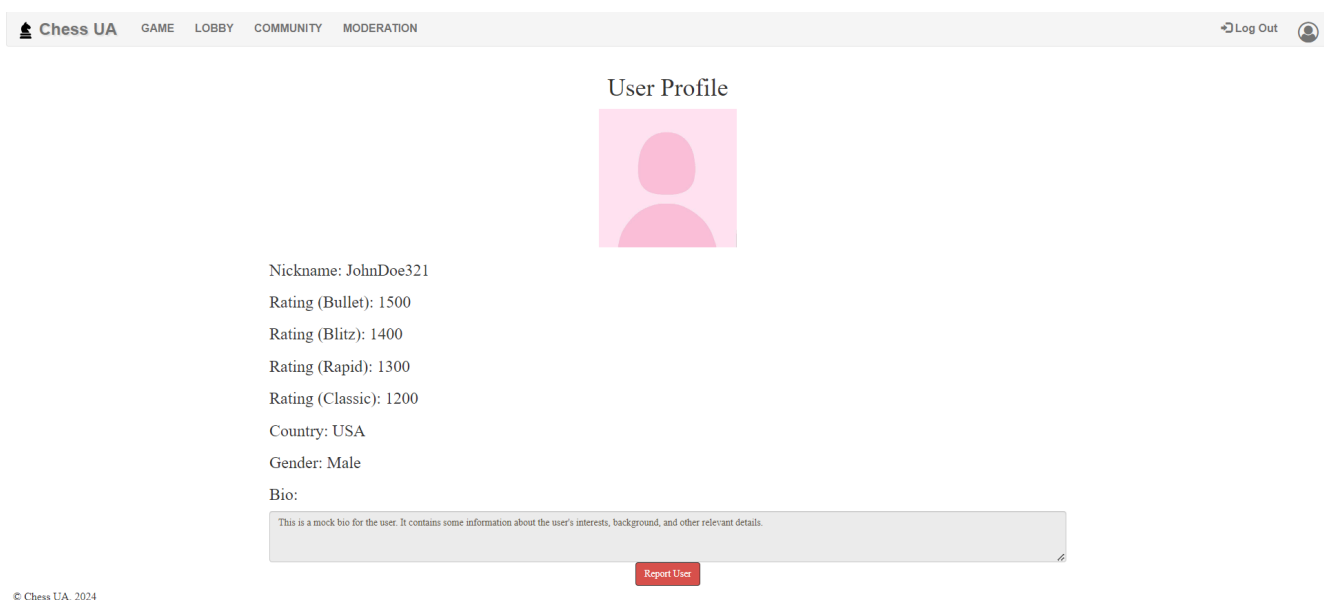 Chess UA GAME LOBBY COMMUNITY MODERATION Log Out
User Profile
Nickname: JohnDoe321
Rating (Bullet): 1500
Rating (Blitz): 1400
Rating (Rapid): 1300
Rating (Classic): 1200
Country: USA
Gender: Male
Bio:
This is a mock bio for the user. It contains some information about the user's interests, background, and other relevant details.
Report User
© Chess UA, 2024